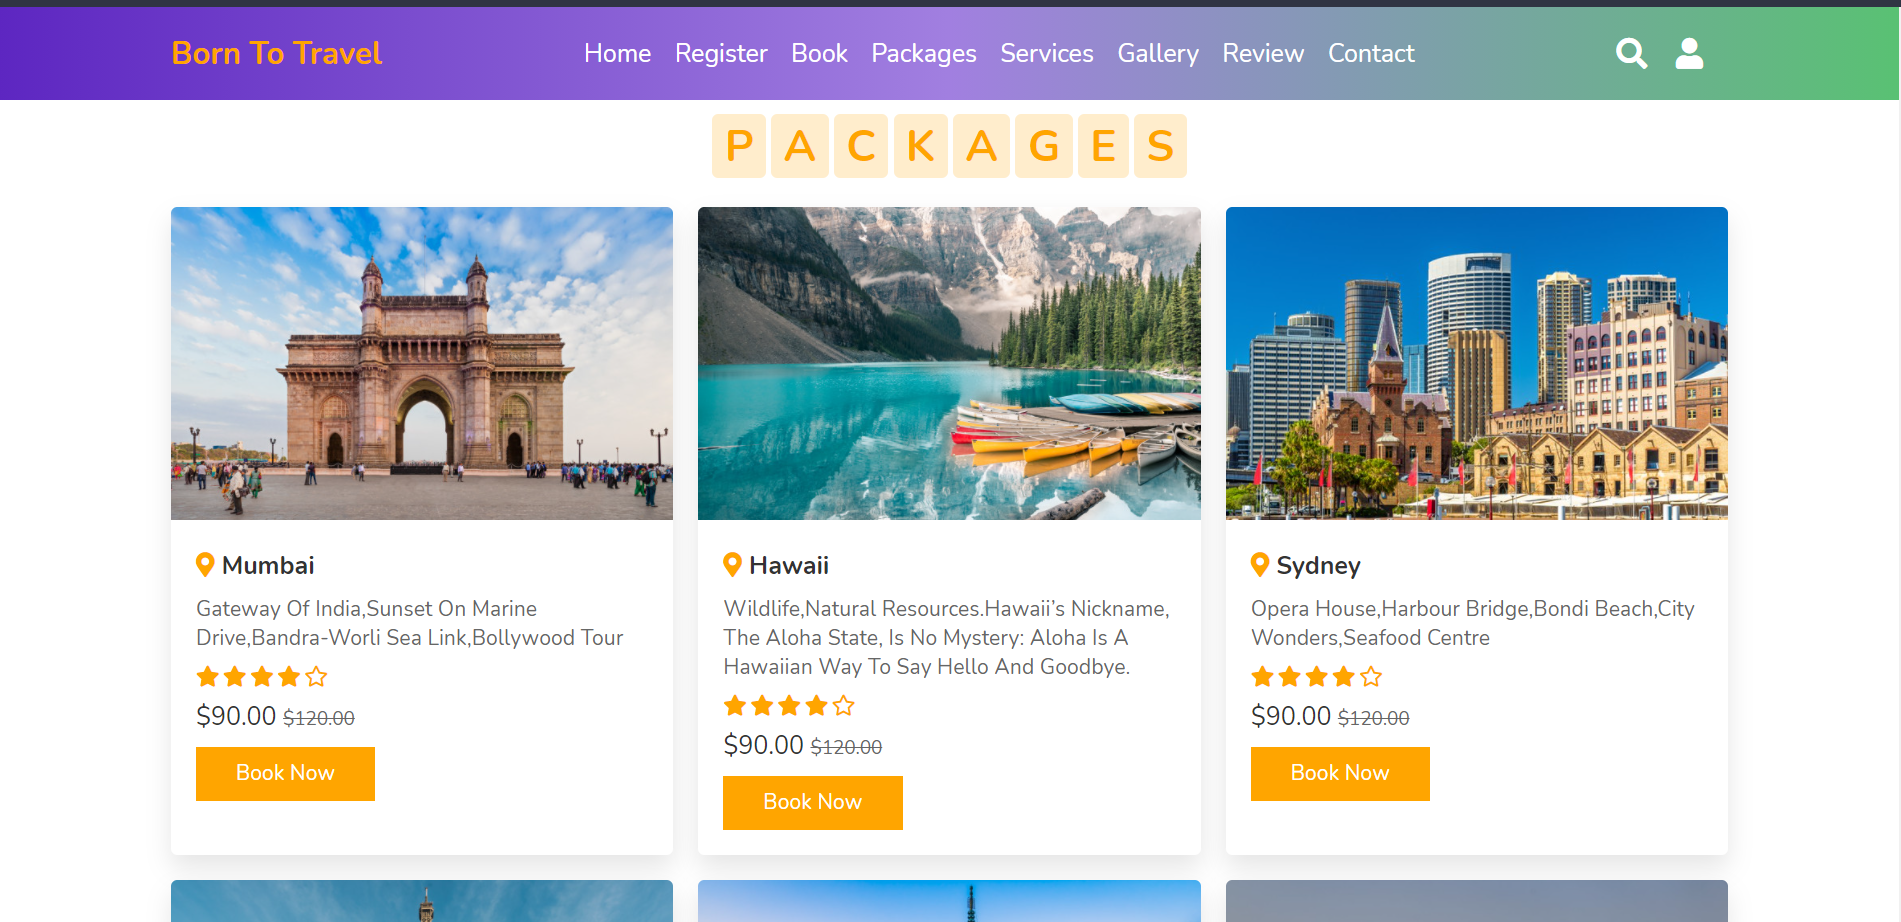 Born To Travel
Home Register Book Packages Services Gallery Review Contact
PACKAGES
Mumbai
Gateway Of India,Sunset On Marine
Drive,Bandra-Worli Sea Link,Bollywood Tour
$90.00 $120.00
Book Now
Hawaii
Wildlife,Natural Resources.Hawaii’s Nickname,
The Aloha State, Is No Mystery: Aloha Is A
Hawaiian Way To Say Hello And Goodbye.
$90.00 $120.00
Book Now
Sydney
Opera House,Harbour Bridge,Bondi Beach,City
Wonders,Seafood Centre
$90.00 $120.00
Book Now